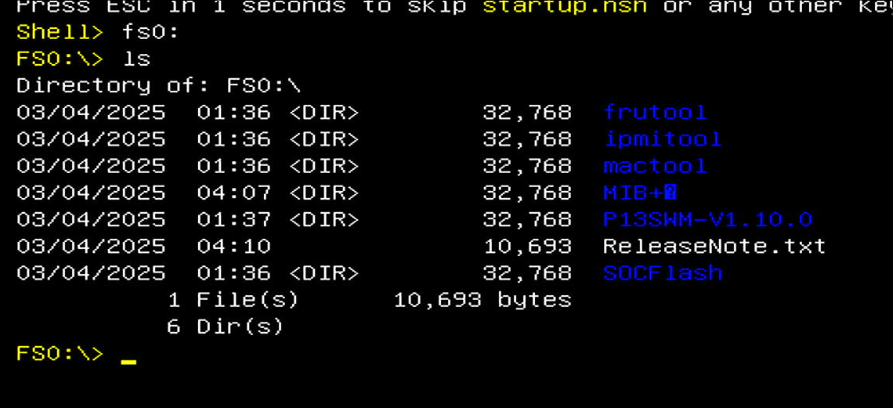 Press ESC in 1 seconds to skip startup.nsh or any other key
Shell> fs0:
FS0:\> ls
Directory of: FS0:\
03/04/2025  01:36 <DIR>         32,768  frutool
03/04/2025  01:36 <DIR>         32,768  ipmitool
03/04/2025  01:36 <DIR>         32,768  mactool
03/04/2025  04:07 <DIR>         32,768  MIB+
03/04/2025  01:37 <DIR>         32,768  P13SWM-V1.10.0
03/04/2025  04:10               10,693  ReleaseNote.txt
03/04/2025  01:36 <DIR>         32,768  SOCFlash
1 File(s)      10,693 bytes
6 Dir(s)
FS0:\> _